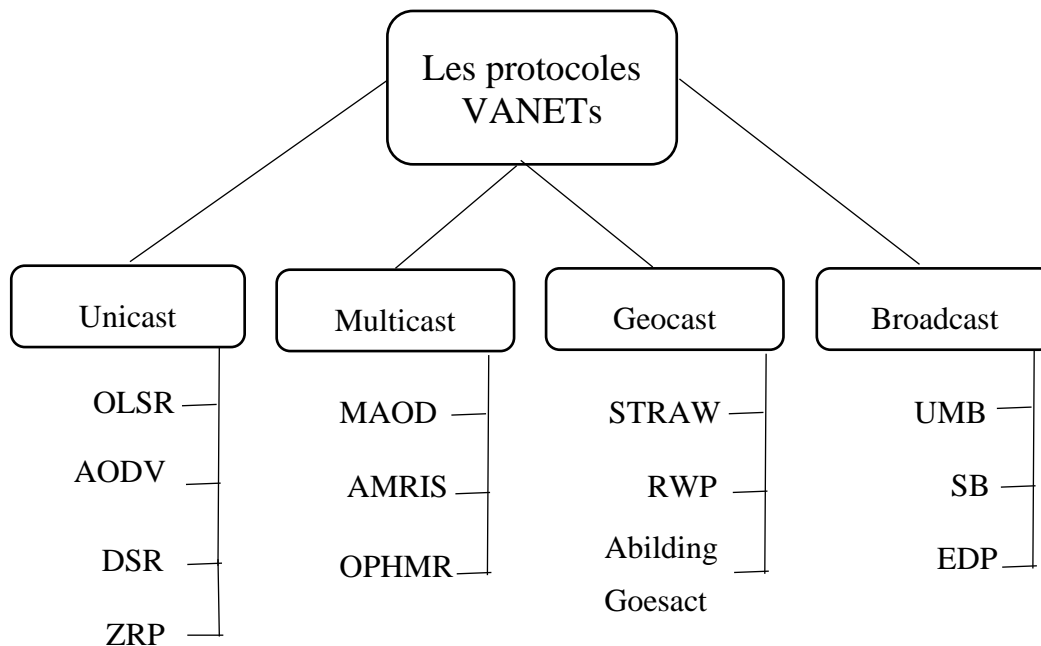 Les protocoles
VANETs
Unicast
OLSR
AODV
DSR
ZRP
Multicast
MAOD
AMRIS
OPHMR
Geocast
STRAW
RWP
Abilding
Goesact
Broadcast
UMB
SB
EDP